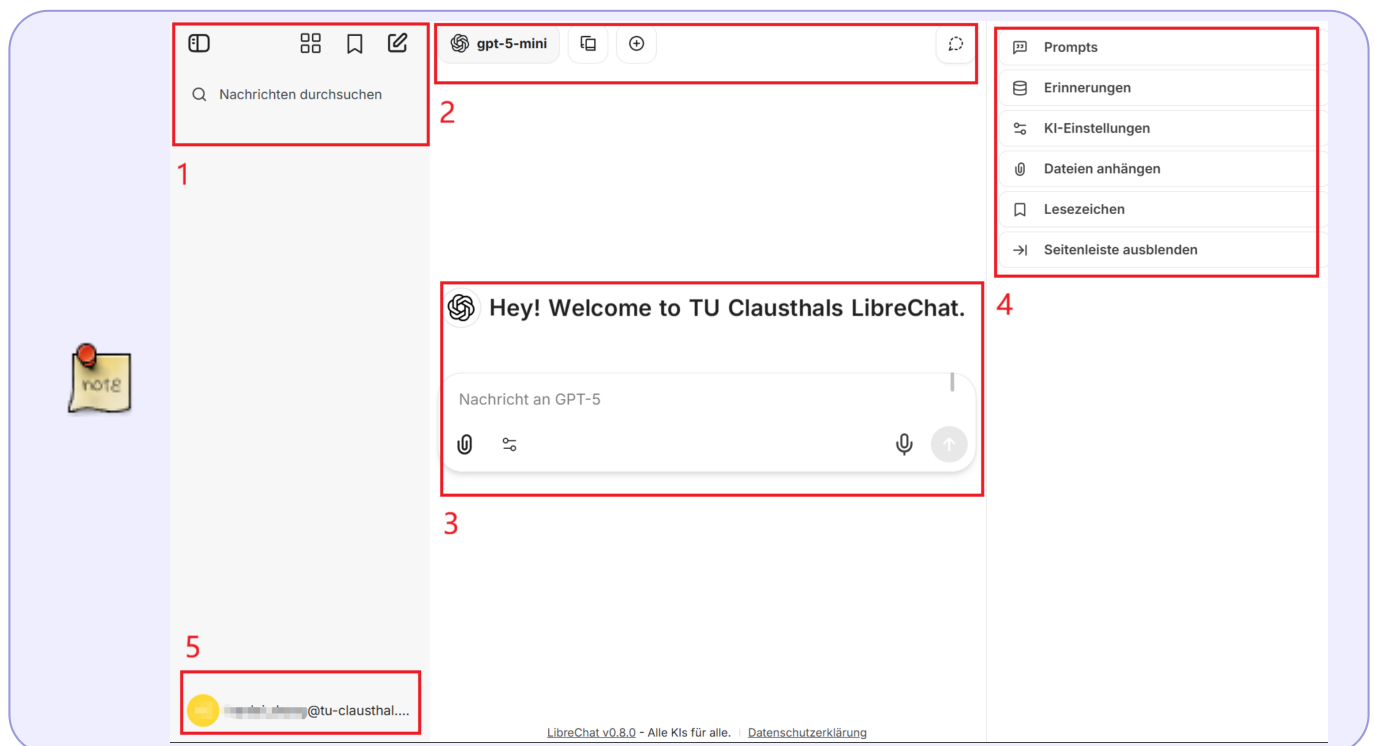 gpt-5-mini
Nachrichten durchsuchen
1
2
Prompts
Erinnerungen
KI-Einstellungen
Dateien anhängen
Lesezeichen
Seitenleiste ausblenden
4
Hey! Welcome to TU Clausthals LibreChat.
Nachricht an GPT-5
3
note
5
@tu-clausthal....
LibreChat v0.8.0 - Alle KIs für alle. Datenschutzerklärung